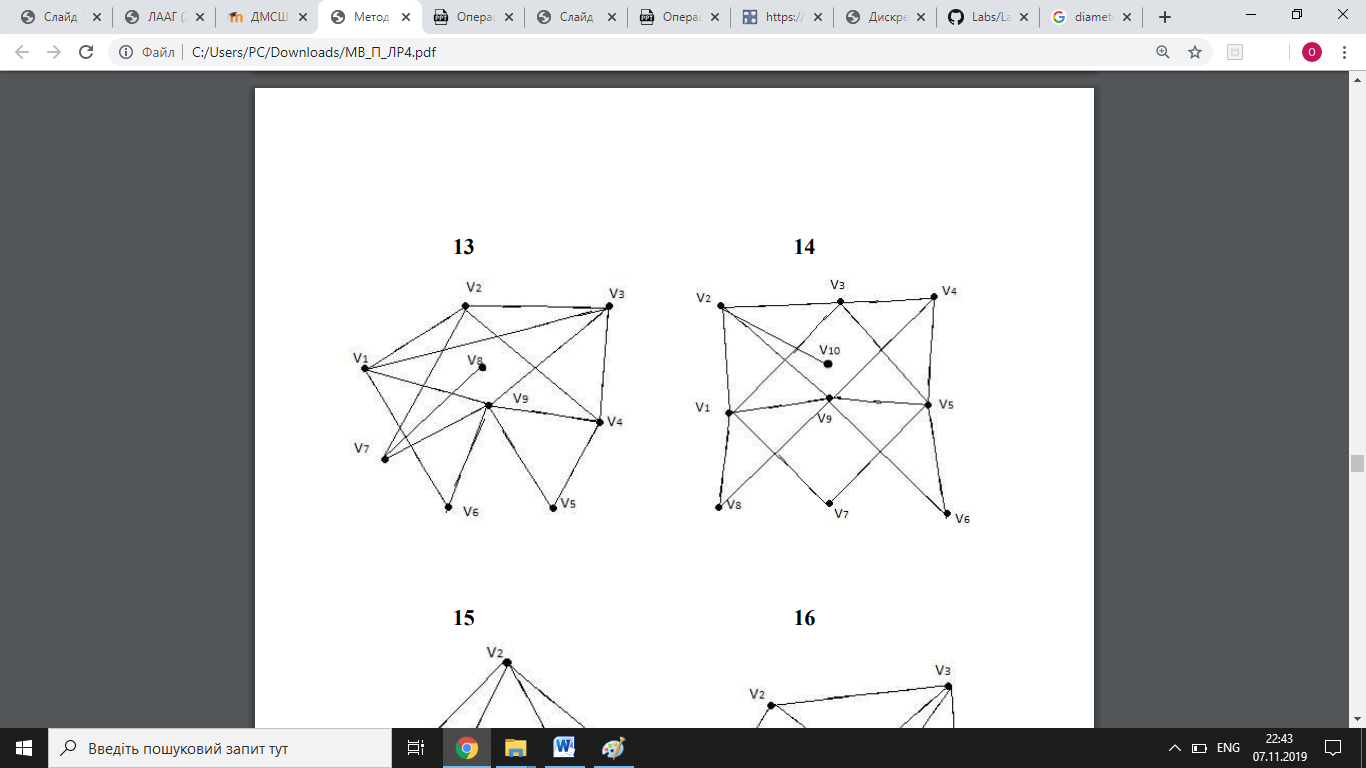 Слайд
ЛААГ (
ДМСШ
Метод
Операц
Слайд
Операц
https://
Дискре
Labs/La
diamet
Файл C:/Users/PC/Downloads/МВ_П_ЛР4.pdf
O
13 14
V2 V3
V1 V8
V9 V4
V7
V6 V5
V2 V3 V4
V10
V1 V9 V5
V8 V7 V6
15 16
V2
V2 V3
Введіть пошуковий запит тут
ENG
22:43
07.11.2019